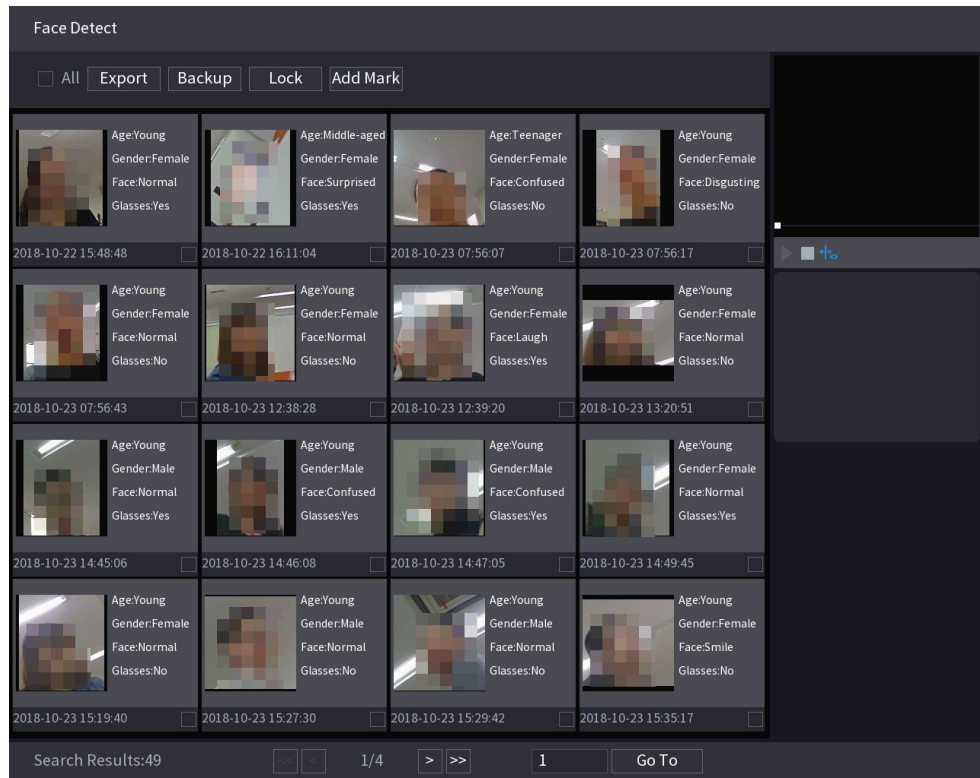 Face Detect
All Export Backup Lock Add Mark
Age:Young
Gender:Female
Face:Normal
Glasses:Yes
2018-10-22 15:48:48
Age:Middle-aged
Gender:Female
Face:Surprised
Glasses:Yes
2018-10-22 16:11:04
Age:Teenager
Gender:Female
Face:Confused
Glasses:No
2018-10-23 07:56:07
Age:Young
Gender:Female
Face:Disgusting
Glasses:No
2018-10-23 07:56:17
Age:Young
Gender:Female
Face:Normal
Glasses:No
2018-10-23 07:56:43
Age:Young
Gender:Female
Face:Normal
Glasses:No
2018-10-23 12:38:28
Age:Young
Gender:Female
Face:Laugh
Glasses:Yes
2018-10-23 12:39:20
Age:Young
Gender:Female
Face:Normal
Glasses:No
2018-10-23 13:20:51
Age:Young
Gender:Male
Face:Normal
Glasses:Yes
2018-10-23 14:45:06
Age:Young
Gender:Male
Face:Confused
Glasses:Yes
2018-10-23 14:46:08
Age:Young
Gender:Male
Face:Confused
Glasses:Yes
2018-10-23 14:47:05
Age:Young
Gender:Female
Face:Normal
Glasses:Yes
2018-10-23 14:49:45
Age:Young
Gender:Female
Face:Normal
Glasses:No
2018-10-23 15:19:40
Age:Young
Gender:Male
Face:Normal
Glasses:No
2018-10-23 15:27:30
Age:Young
Gender:Male
Face:Normal
Glasses:No
2018-10-23 15:29:42
Age:Young
Gender:Female
Face:Smile
Glasses:No
2018-10-23 15:35:17
Search Results:49 << < 1/4 > >> 1 Go To